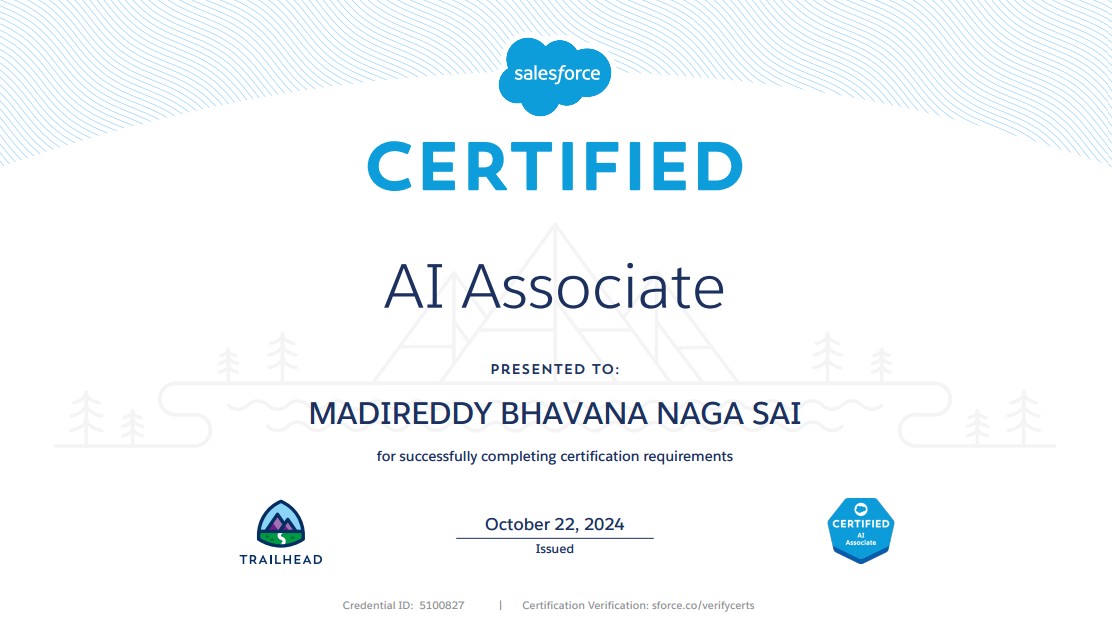 salesforce
CERTIFIED
AI Associate
PRESENTED TO:
MADIREDDY BHAVANA NAGA SAI
for successfully completing certification requirements
TRAILHEAD
October 22, 2024
Issued
CERTIFIED
AI
Associate
Credential ID: 5100827 | Certification Verification: sforce.co/verifycerts